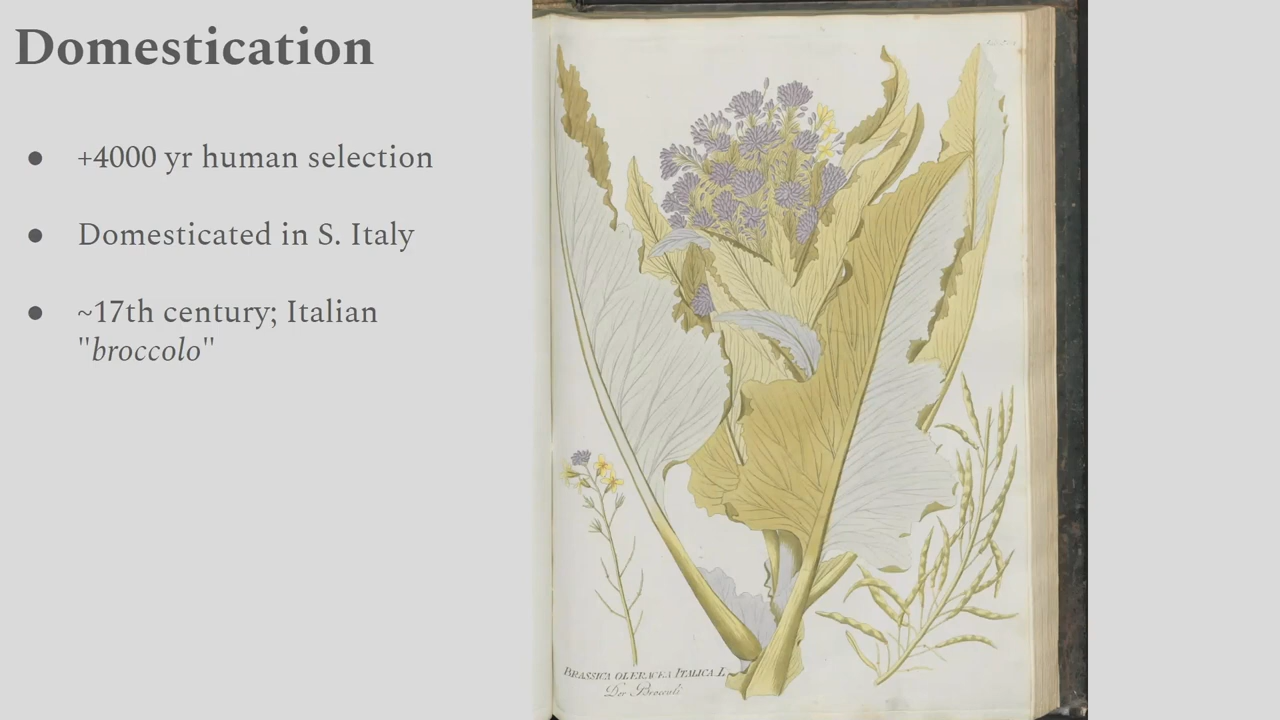 Domestication
● +4000 yr human selection
● Domesticated in S. Italy
● ~17th century; Italian
"broccolo"
BRASSICA OLERACEA ITALICA L.
Der Broccoli